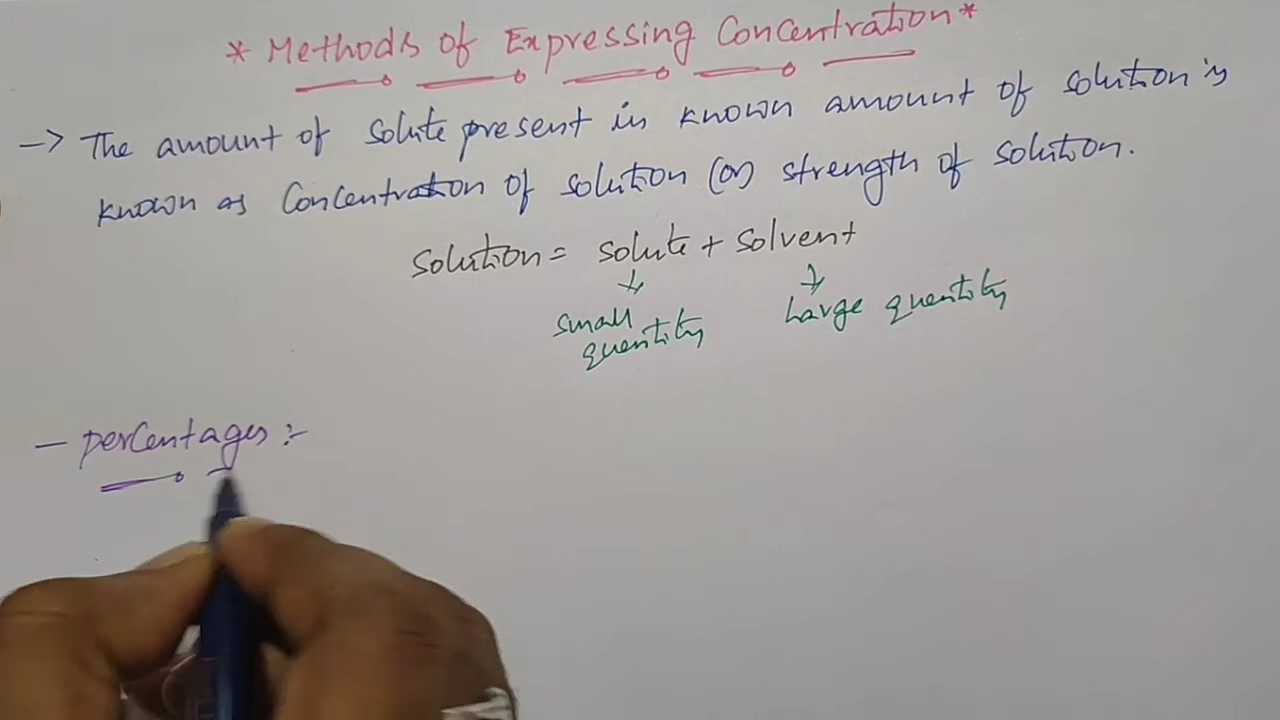 * Methods of Expressing Concentration *
-> The amount of solute present in known amount of solution is
known as Concentration of solution (or) strength of solution.
solution = solute + solvent
small quantity
Large quantity
- percentages :-